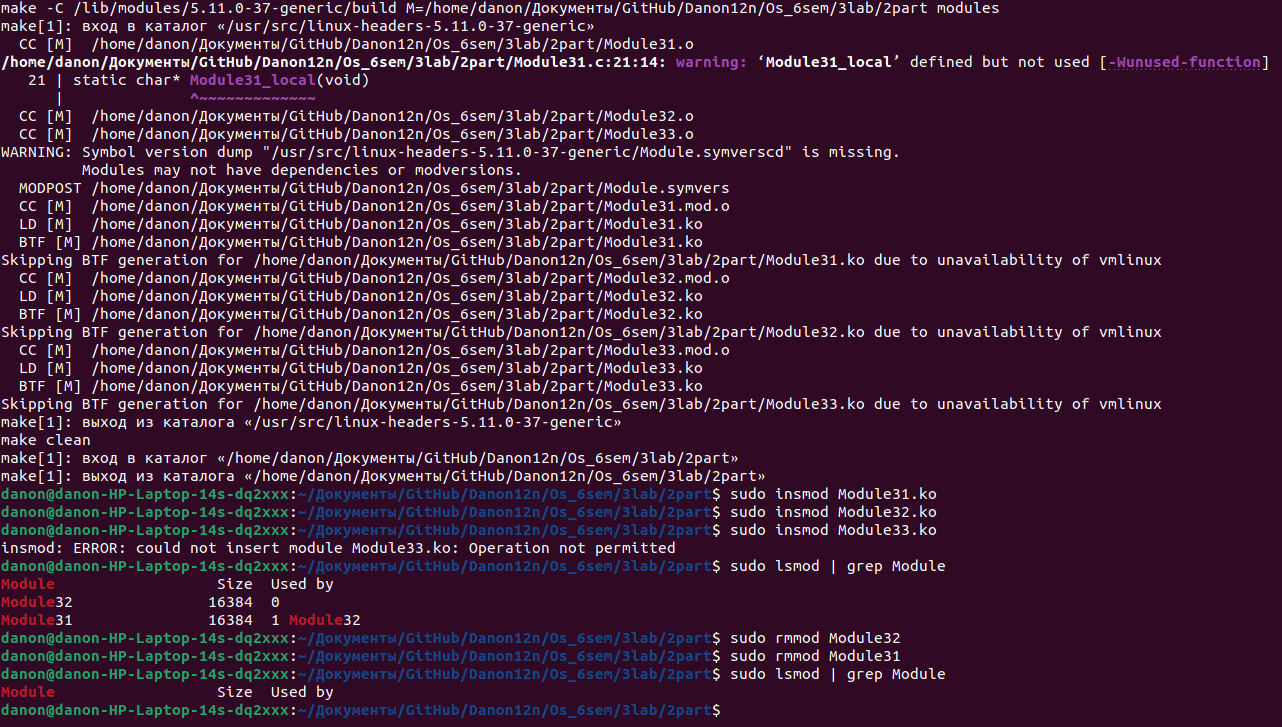 make -C /lib/modules/5.11.0-37-generic/build M=/home/danon/Документы/GitHub/Danon12n/Os_6sem/3lab/2part modules
make[1]: вход в каталог «/usr/src/linux-headers-5.11.0-37-generic»
  CC [M]  /home/danon/Документы/GitHub/Danon12n/Os_6sem/3lab/2part/Module31.o
/home/danon/Документы/GitHub/Danon12n/Os_6sem/3lab/2part/Module31.c:21:14: warning: ‘Module31_local’ defined but not used [-Wunused-function]
   21 | static char* Module31_local(void)
      |              ^~~~~~~~~~~~~~
  CC [M]  /home/danon/Документы/GitHub/Danon12n/Os_6sem/3lab/2part/Module32.o
  CC [M]  /home/danon/Документы/GitHub/Danon12n/Os_6sem/3lab/2part/Module33.o
WARNING: Symbol version dump "/usr/src/linux-headers-5.11.0-37-generic/Module.symverscd" is missing.
         Modules may not have dependencies or modversions.
  MODPOST /home/danon/Документы/GitHub/Danon12n/Os_6sem/3lab/2part/Module.symvers
  CC [M]  /home/danon/Документы/GitHub/Danon12n/Os_6sem/3lab/2part/Module31.mod.o
  LD [M]  /home/danon/Документы/GitHub/Danon12n/Os_6sem/3lab/2part/Module31.ko
  BTF [M] /home/danon/Документы/GitHub/Danon12n/Os_6sem/3lab/2part/Module31.ko
Skipping BTF generation for /home/danon/Документы/GitHub/Danon12n/Os_6sem/3lab/2part/Module31.ko due to unavailability of vmlinux
  CC [M]  /home/danon/Документы/GitHub/Danon12n/Os_6sem/3lab/2part/Module32.mod.o
  LD [M]  /home/danon/Документы/GitHub/Danon12n/Os_6sem/3lab/2part/Module32.ko
  BTF [M] /home/danon/Документы/GitHub/Danon12n/Os_6sem/3lab/2part/Module32.ko
Skipping BTF generation for /home/danon/Документы/GitHub/Danon12n/Os_6sem/3lab/2part/Module32.ko due to unavailability of vmlinux
  CC [M]  /home/danon/Документы/GitHub/Danon12n/Os_6sem/3lab/2part/Module33.mod.o
  LD [M]  /home/danon/Документы/GitHub/Danon12n/Os_6sem/3lab/2part/Module33.ko
  BTF [M] /home/danon/Документы/GitHub/Danon12n/Os_6sem/3lab/2part/Module33.ko
Skipping BTF generation for /home/danon/Документы/GitHub/Danon12n/Os_6sem/3lab/2part/Module33.ko due to unavailability of vmlinux
make[1]: выход из каталога «/usr/src/linux-headers-5.11.0-37-generic»
make clean
make[1]: вход в каталог «/home/danon/Документы/GitHub/Danon12n/Os_6sem/3lab/2part»
make[1]: выход из каталога «/home/danon/Документы/GitHub/Danon12n/Os_6sem/3lab/2part»
danon@danon-HP-Laptop-14s-dq2xxx:~/Документы/GitHub/Danon12n/Os_6sem/3lab/2part$ sudo insmod Module31.ko
danon@danon-HP-Laptop-14s-dq2xxx:~/Документы/GitHub/Danon12n/Os_6sem/3lab/2part$ sudo insmod Module32.ko
danon@danon-HP-Laptop-14s-dq2xxx:~/Документы/GitHub/Danon12n/Os_6sem/3lab/2part$ sudo insmod Module33.ko
insmod: ERROR: could not insert module Module33.ko: Operation not permitted
danon@danon-HP-Laptop-14s-dq2xxx:~/Документы/GitHub/Danon12n/Os_6sem/3lab/2part$ sudo lsmod | grep Module
Module                  Size  Used by
Module32               16384  0
Module31               16384  1 Module32
danon@danon-HP-Laptop-14s-dq2xxx:~/Документы/GitHub/Danon12n/Os_6sem/3lab/2part$ sudo rmmod Module32
danon@danon-HP-Laptop-14s-dq2xxx:~/Документы/GitHub/Danon12n/Os_6sem/3lab/2part$ sudo rmmod Module31
danon@danon-HP-Laptop-14s-dq2xxx:~/Документы/GitHub/Danon12n/Os_6sem/3lab/2part$ sudo lsmod | grep Module
Module                  Size  Used by
danon@danon-HP-Laptop-14s-dq2xxx:~/Документы/GitHub/Danon12n/Os_6sem/3lab/2part$